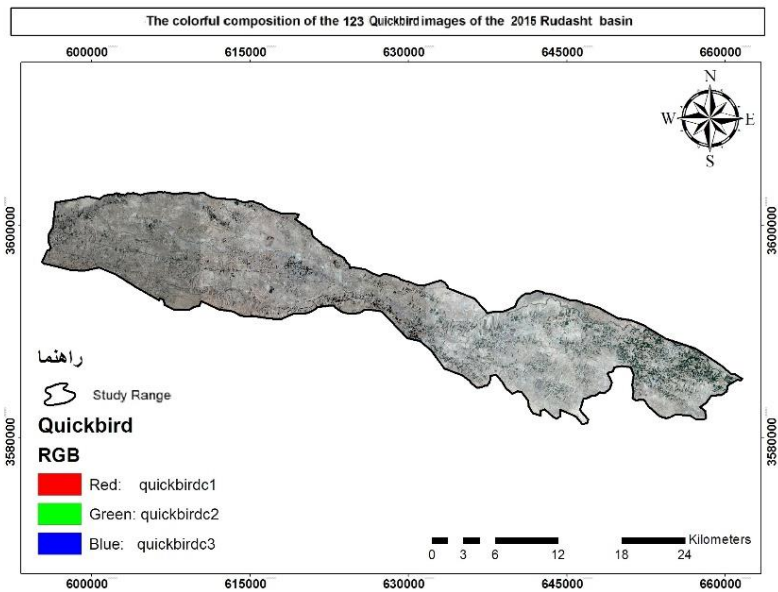 The colorful composition of the 123 Quickbird images of the 2015 Rudasht basin
600000 615000 630000 645000 660000
N
W E
S
3600000 3600000
راهنما
Study Range
Quickbird
3580000 3580000
RGB
Red: quickbirdc1
Green: quickbirdc2
Blue: quickbirdc3
Kilometers
0 3 6 12 18 24
600000 615000 630000 645000 660000